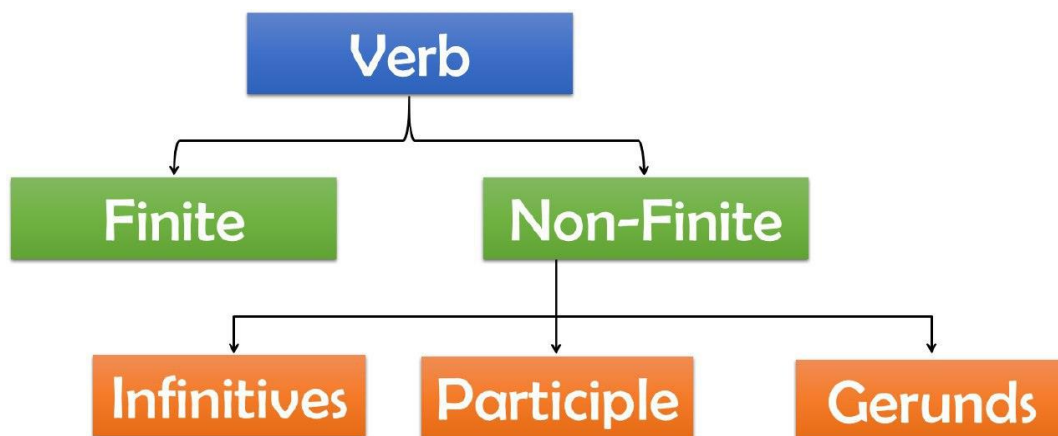 Verb
Finite
Non-Finite
Infinitives
Participle
Gerunds